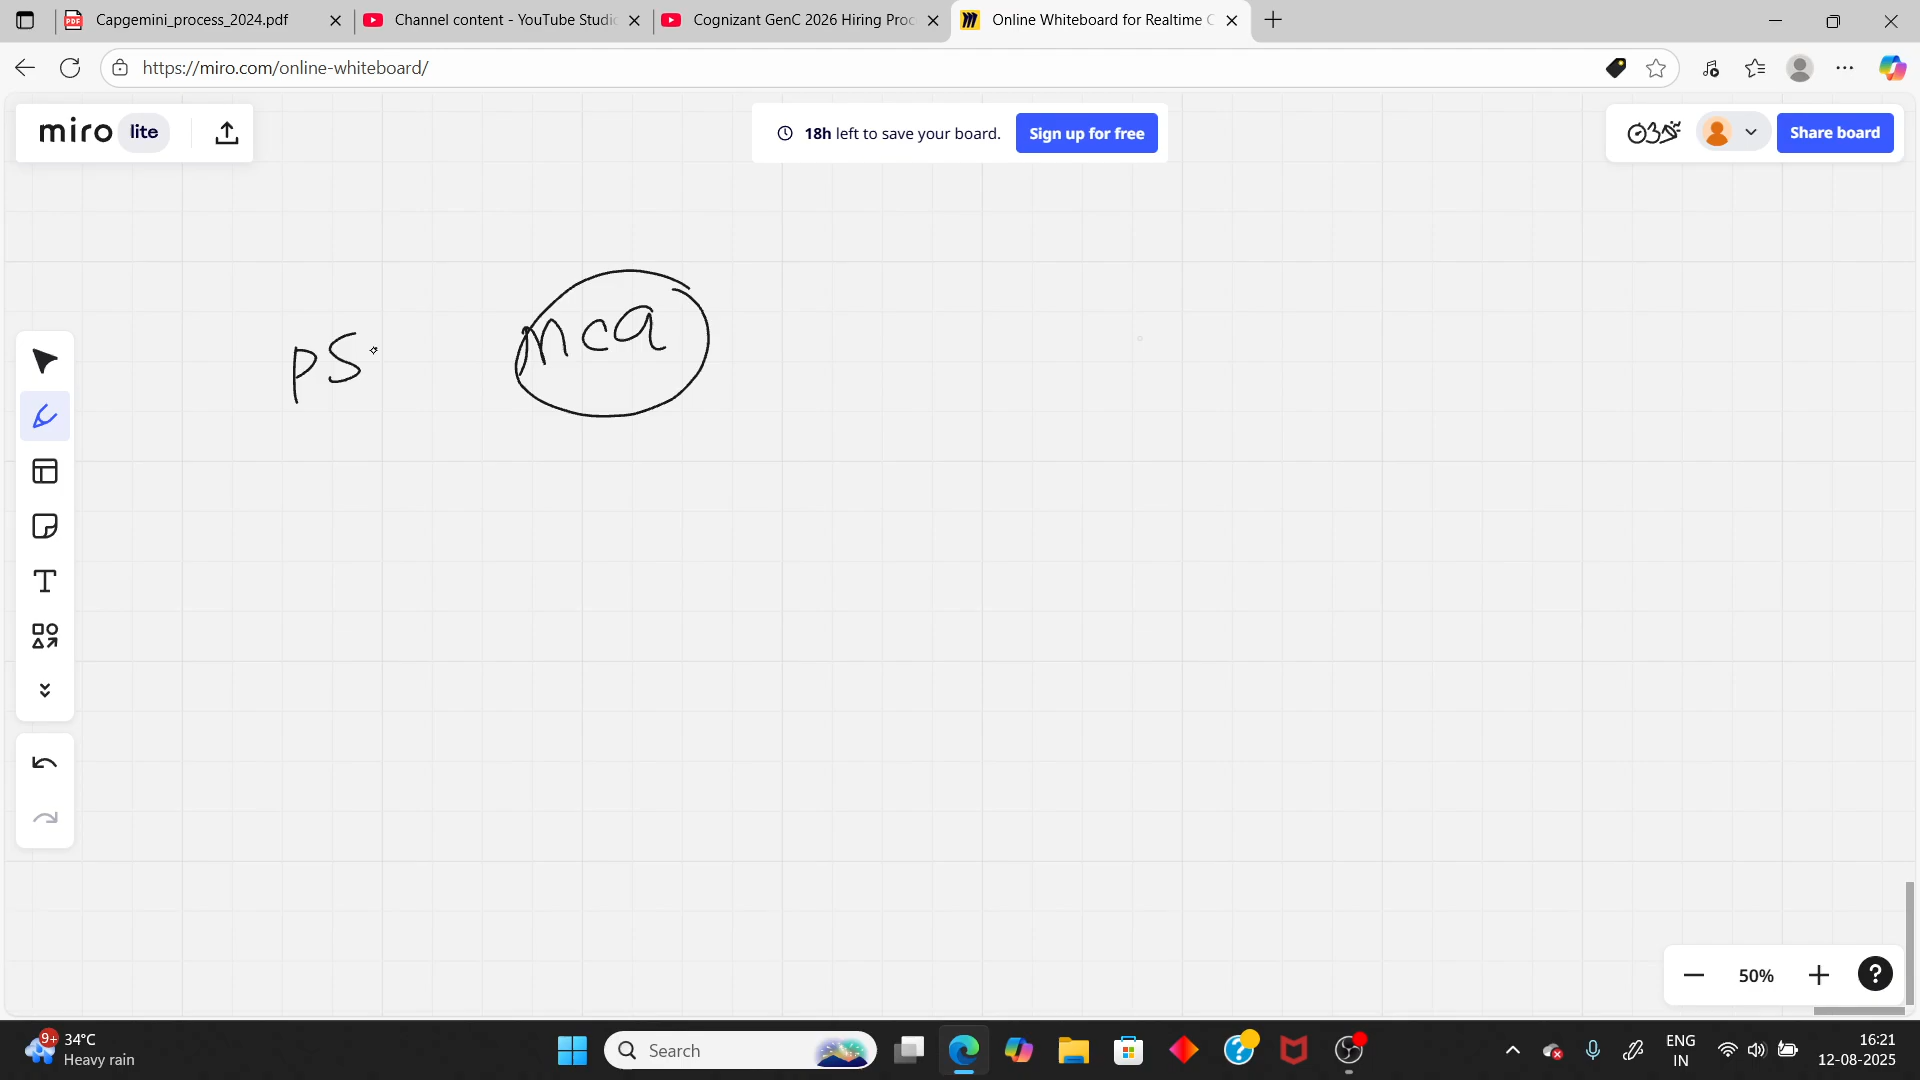 Capgemini_process_2024.pdf
Channel content - YouTube Studio
Cognizant GenC 2026 Hiring Proc
Online Whiteboard for Realtime C
https://miro.com/online-whiteboard/
miro lite
18h left to save your board. Sign up for free
Share board
ps
mca
50%
9+
34°C
Heavy rain
Search
ENG
IN
16:21
12-08-2025